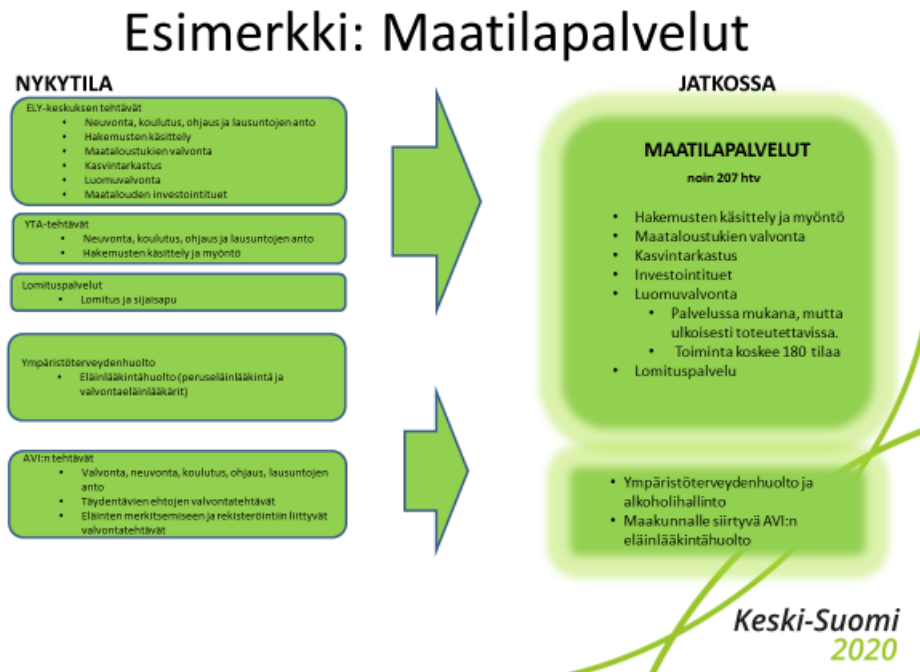 Esimerkki: Maatilapalvelut
NYKYTILA
ELY-keskuksen tehtävät
• Neuvonta, koulutus, ohjaus ja lausuntojen anto
• Hakemusten käsittely
• Maataloustukien valvonta
• Kasvintarkastus
• Luomuvalvonta
• Maatalouden investointituet
YTA-tehtävät
• Neuvonta, koulutus, ohjaus ja lausuntojen anto
• Hakemusten käsittely ja myöntö
Lomituspalvelut
• Lomitus ja sijaisapu
Ympäristöterveydenhuolto
• Eläinlääkintähuolto (peruseläinlääkintä ja
valvontaeläinlääkärit)
AVI:n tehtävät
• Valvonta, neuvonta, koulutus, ohjaus, lausuntojen
anto
• Täydentävien ehtojen valvontatehtävät
• Eläinten merkitsemiseen ja rekisteröintiin liittyvät
valvontatehtävät
JATKOSSA
MAATILAPALVELUT
noin 207 htv
• Hakemusten käsittely ja myöntö
• Maataloustukien valvonta
• Kasvintarkastus
• Investointituet
• Luomuvalvonta
• Palvelussa mukana, mutta
ulkoisesti toteutettavissa.
• Toiminta koskee 180 tilaa
• Lomituspalvelu
• Ympäristöterveydenhuolto ja
alkoholihallinto
• Maakunnalle siirtyvä AVI:n
eläinlääkintähuolto
Keski-Suomi
2020